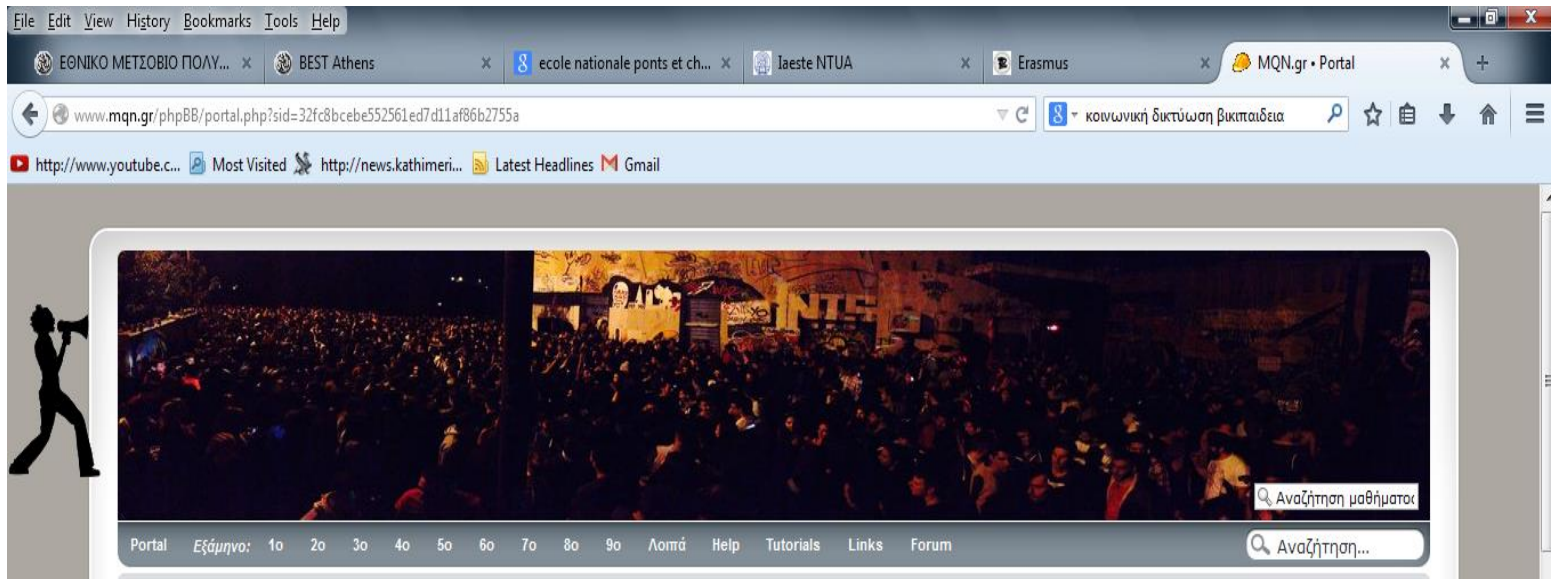 File Edit View History Bookmarks Tools Help
ΕΘΝΙΚΟ ΜΕΤΣΟΒΙΟ ΠΟΛΥ... BEST Athens ecole nationale ponts et ch... Iaeste NTUA Erasmus MQN.gr • Portal
www.mqn.gr/phpBB/portal.php?sid=32fc8bcebe552561ed7d11af86b2755a κοινωνική δικτύωση βικιπαιδεια
http://www.youtube.c... Most Visited http://news.kathimeri... Latest Headlines Gmail
Αναζήτηση μαθήματος
Portal Εξάμηνο: 1ο 2ο 3ο 4ο 5ο 6ο 7ο 8ο 9ο Λοιπά Help Tutorials Links Forum Αναζήτηση...